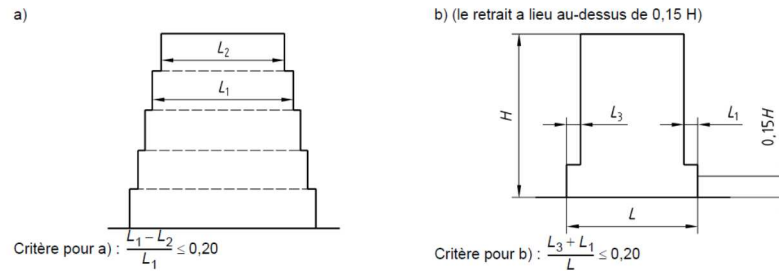 a)
L₂
L₁
Critère pour a) : (L₁ – L₂)/L₁ ≤ 0,20
b) (le retrait a lieu au-dessus de 0,15 H)
H
L₃
L₁
0,15H
L
Critère pour b) : (L₃ + L₁)/L ≤ 0,20